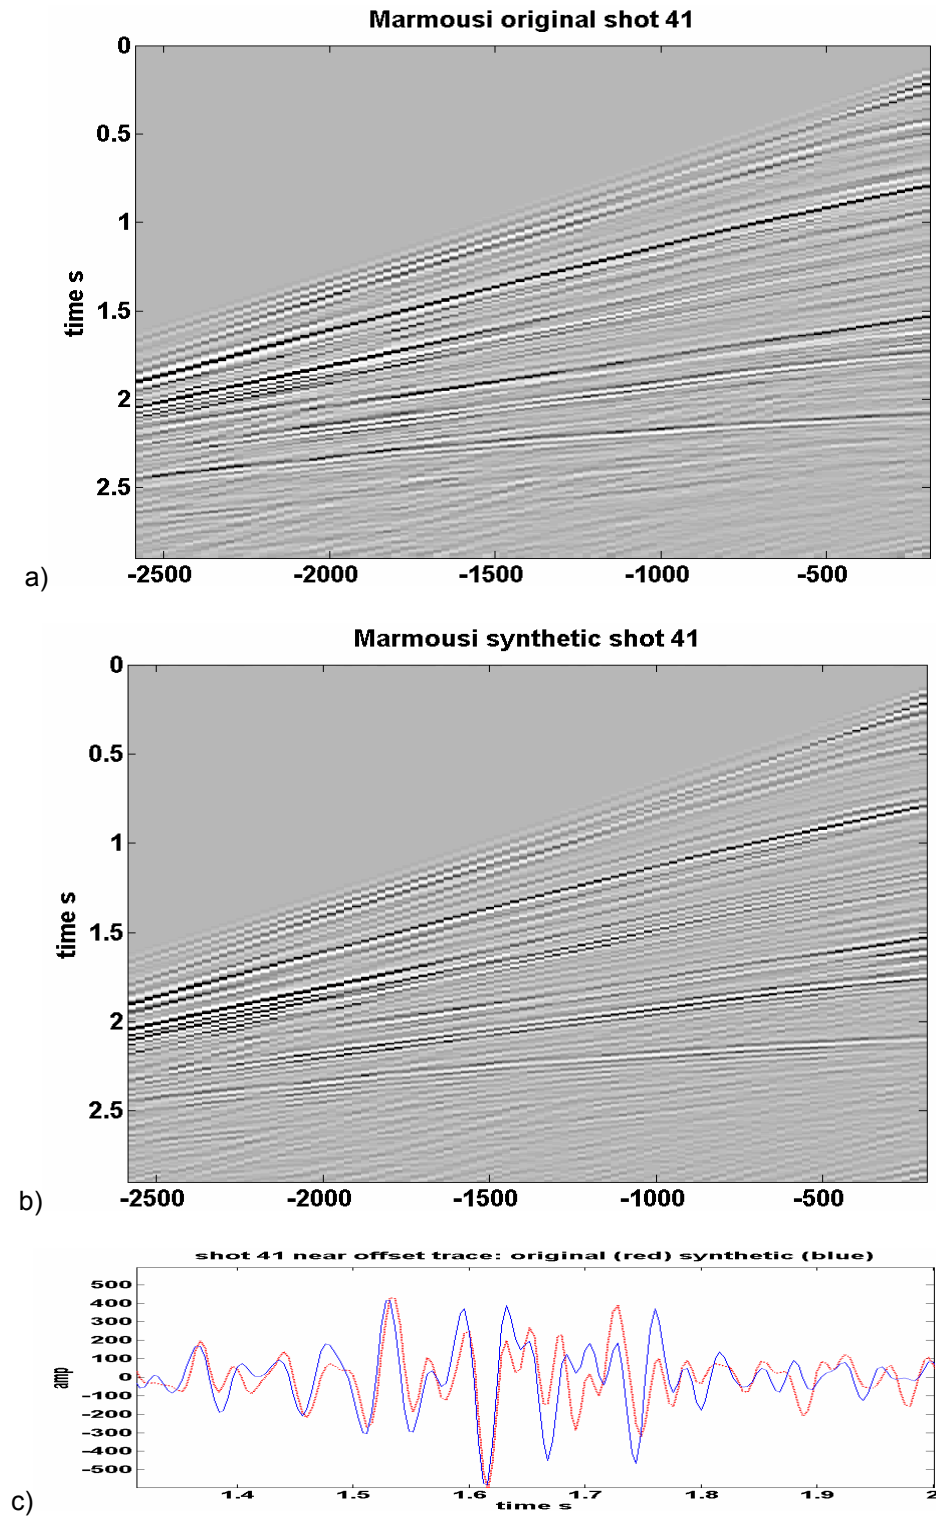 Marmousi original shot 41
0
0.5
1
1.5
2
2.5
time s
-2500 -2000 -1500 -1000 -500
a)
Marmousi synthetic shot 41
0
0.5
1
1.5
2
2.5
time s
-2500 -2000 -1500 -1000 -500
b)
shot 41 near offset trace: original (red) synthetic (blue)
500
400
300
200
100
0
-100
-200
-300
-400
-500
amp
1.4 1.5 1.6 1.7 1.8 1.9 2
time s
c)